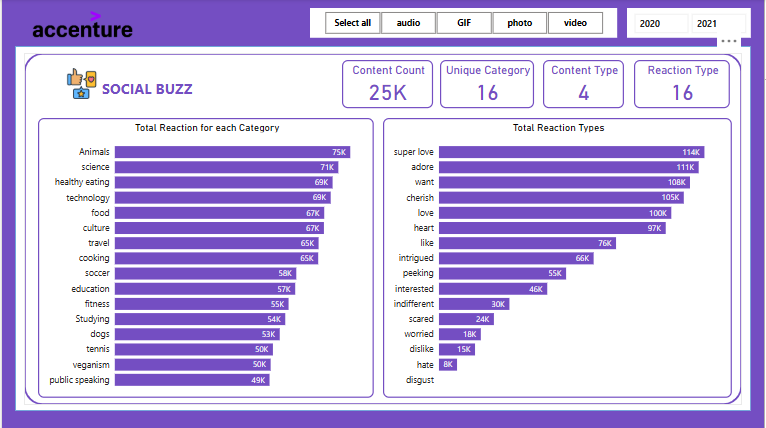 accenture
Select all audio GIF photo video
2020 2021
SOCIAL BUZZ
Content Count
25K
Unique Category
16
Content Type
4
Reaction Type
16
Total Reaction for each Category
Animals 75K
science 71K
healthy eating 69K
technology 69K
food 67K
culture 67K
travel 65K
cooking 65K
soccer 58K
education 57K
fitness 55K
Studying 54K
dogs 53K
tennis 50K
veganism 50K
public speaking 49K
Total Reaction Types
super love 114K
adore 111K
want 108K
cherish 105K
love 100K
heart 97K
like 76K
intrigued 66K
peeking 55K
interested 46K
indifferent 30K
scared 24K
worried 18K
dislike 15K
hate 8K
disgust